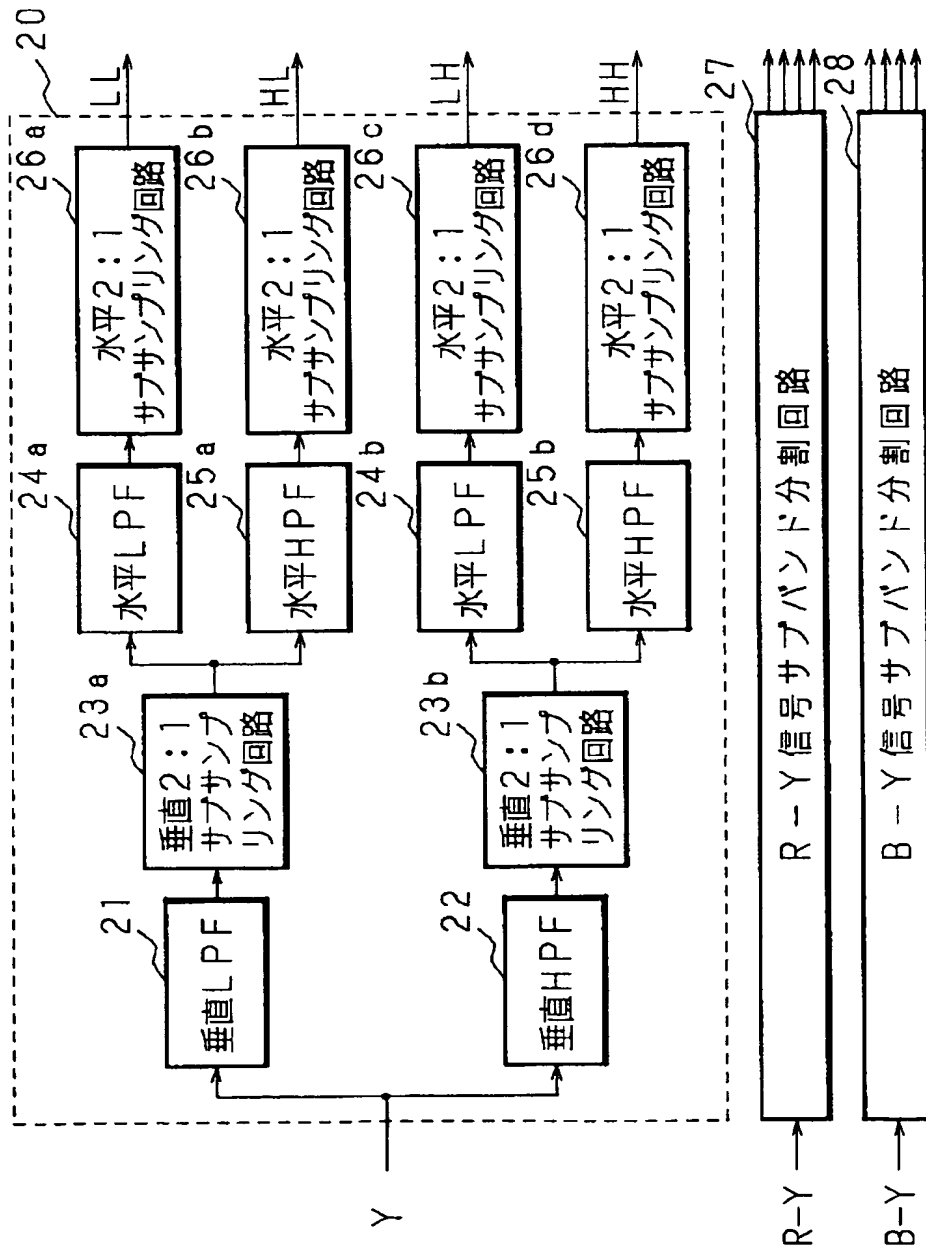 20
26a
水平2:1
サブサンプリング回路
LL
24a
水平LPF
26b
水平2:1
サブサンプリング回路
HL
25a
水平HPF
23a
垂直2:1
サブサンプ
リング回路
21
垂直LPF
26c
水平2:1
サブサンプリング回路
LH
24b
水平LPF
26d
水平2:1
サブサンプリング回路
HH
25b
水平HPF
23b
垂直2:1
サブサンプ
リング回路
22
垂直HPF
Y
27
R-Y
R-Y信号サブバンド分割回路
28
B-Y
B-Y信号サブバンド分割回路